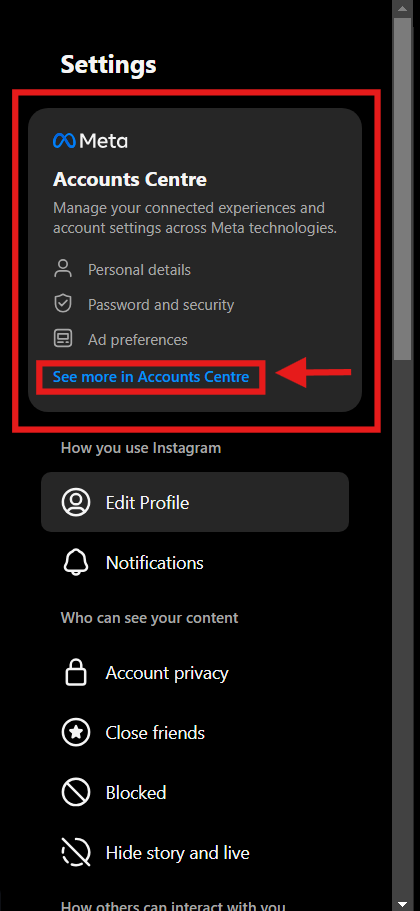 Settings
Meta
Accounts Centre
Manage your connected experiences and
account settings across Meta technologies.
Personal details
Password and security
Ad preferences
See more in Accounts Centre
How you use Instagram
Edit Profile
Notifications
Who can see your content
Account privacy
Close friends
Blocked
Hide story and live
How others can interact with you